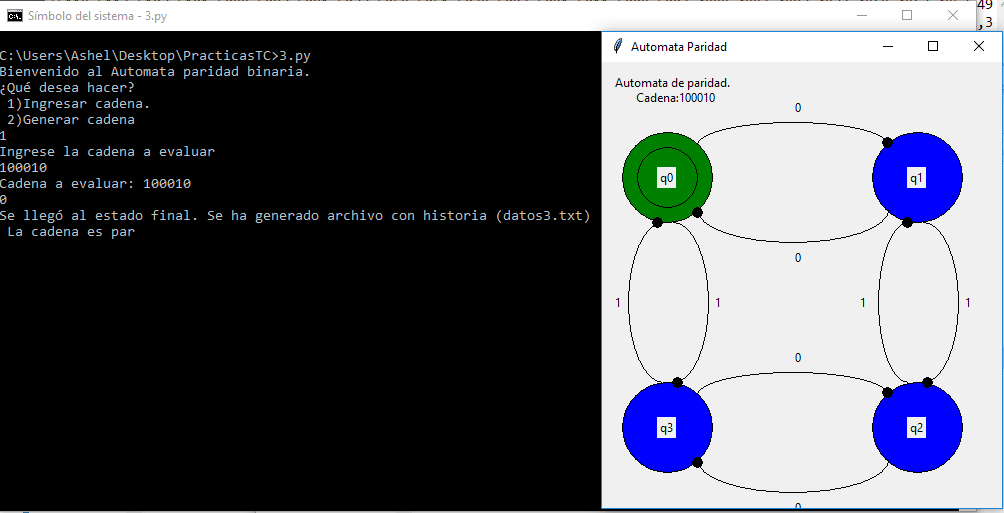 49
,3
Símbolo del sistema - 3.py
C:\Users\Ashel\Desktop\PracticasTC>3.py
Bienvenido al Automata paridad binaria.
¿Qué desea hacer?
1)Ingresar cadena.
2)Generar cadena
1
Ingrese la cadena a evaluar
100010
Cadena a evaluar: 100010
0
Se llegó al estado final. Se ha generado archivo con historia (datos3.txt)
La cadena es par
Automata Paridad
Automata de paridad.
Cadena:100010
0
q0
q1
0
1
1
1
1
0
q3
q2
0